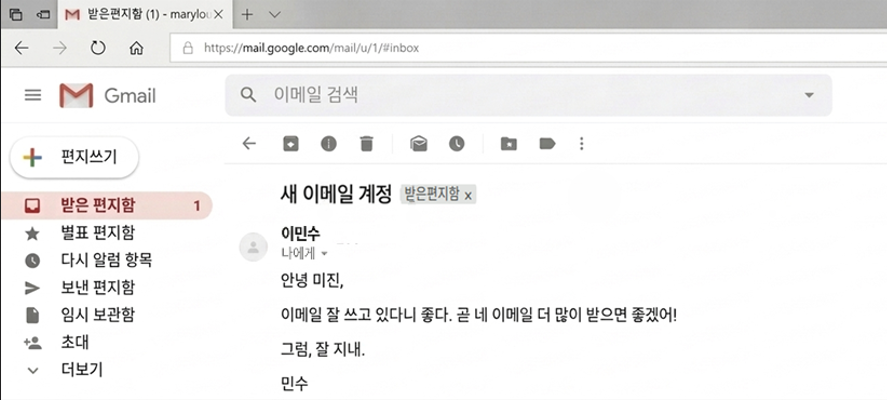 받은편지함 (1) - marylou
https://mail.google.com/mail/u/1/#inbox
Gmail
이메일 검색
편지쓰기
받은 편지함 1
별표 편지함
다시 알럼 항목
보낸 편지함
임시 보관함
초대
더보기
새 이메일 계정 받은편지함 x
이민수
나에게
안녕 미진,
이메일 잘 쓰고 있다니 좋다. 곧 네 이메일 더 많이 받으면 좋겠어!
그럼, 잘 지내.
민수